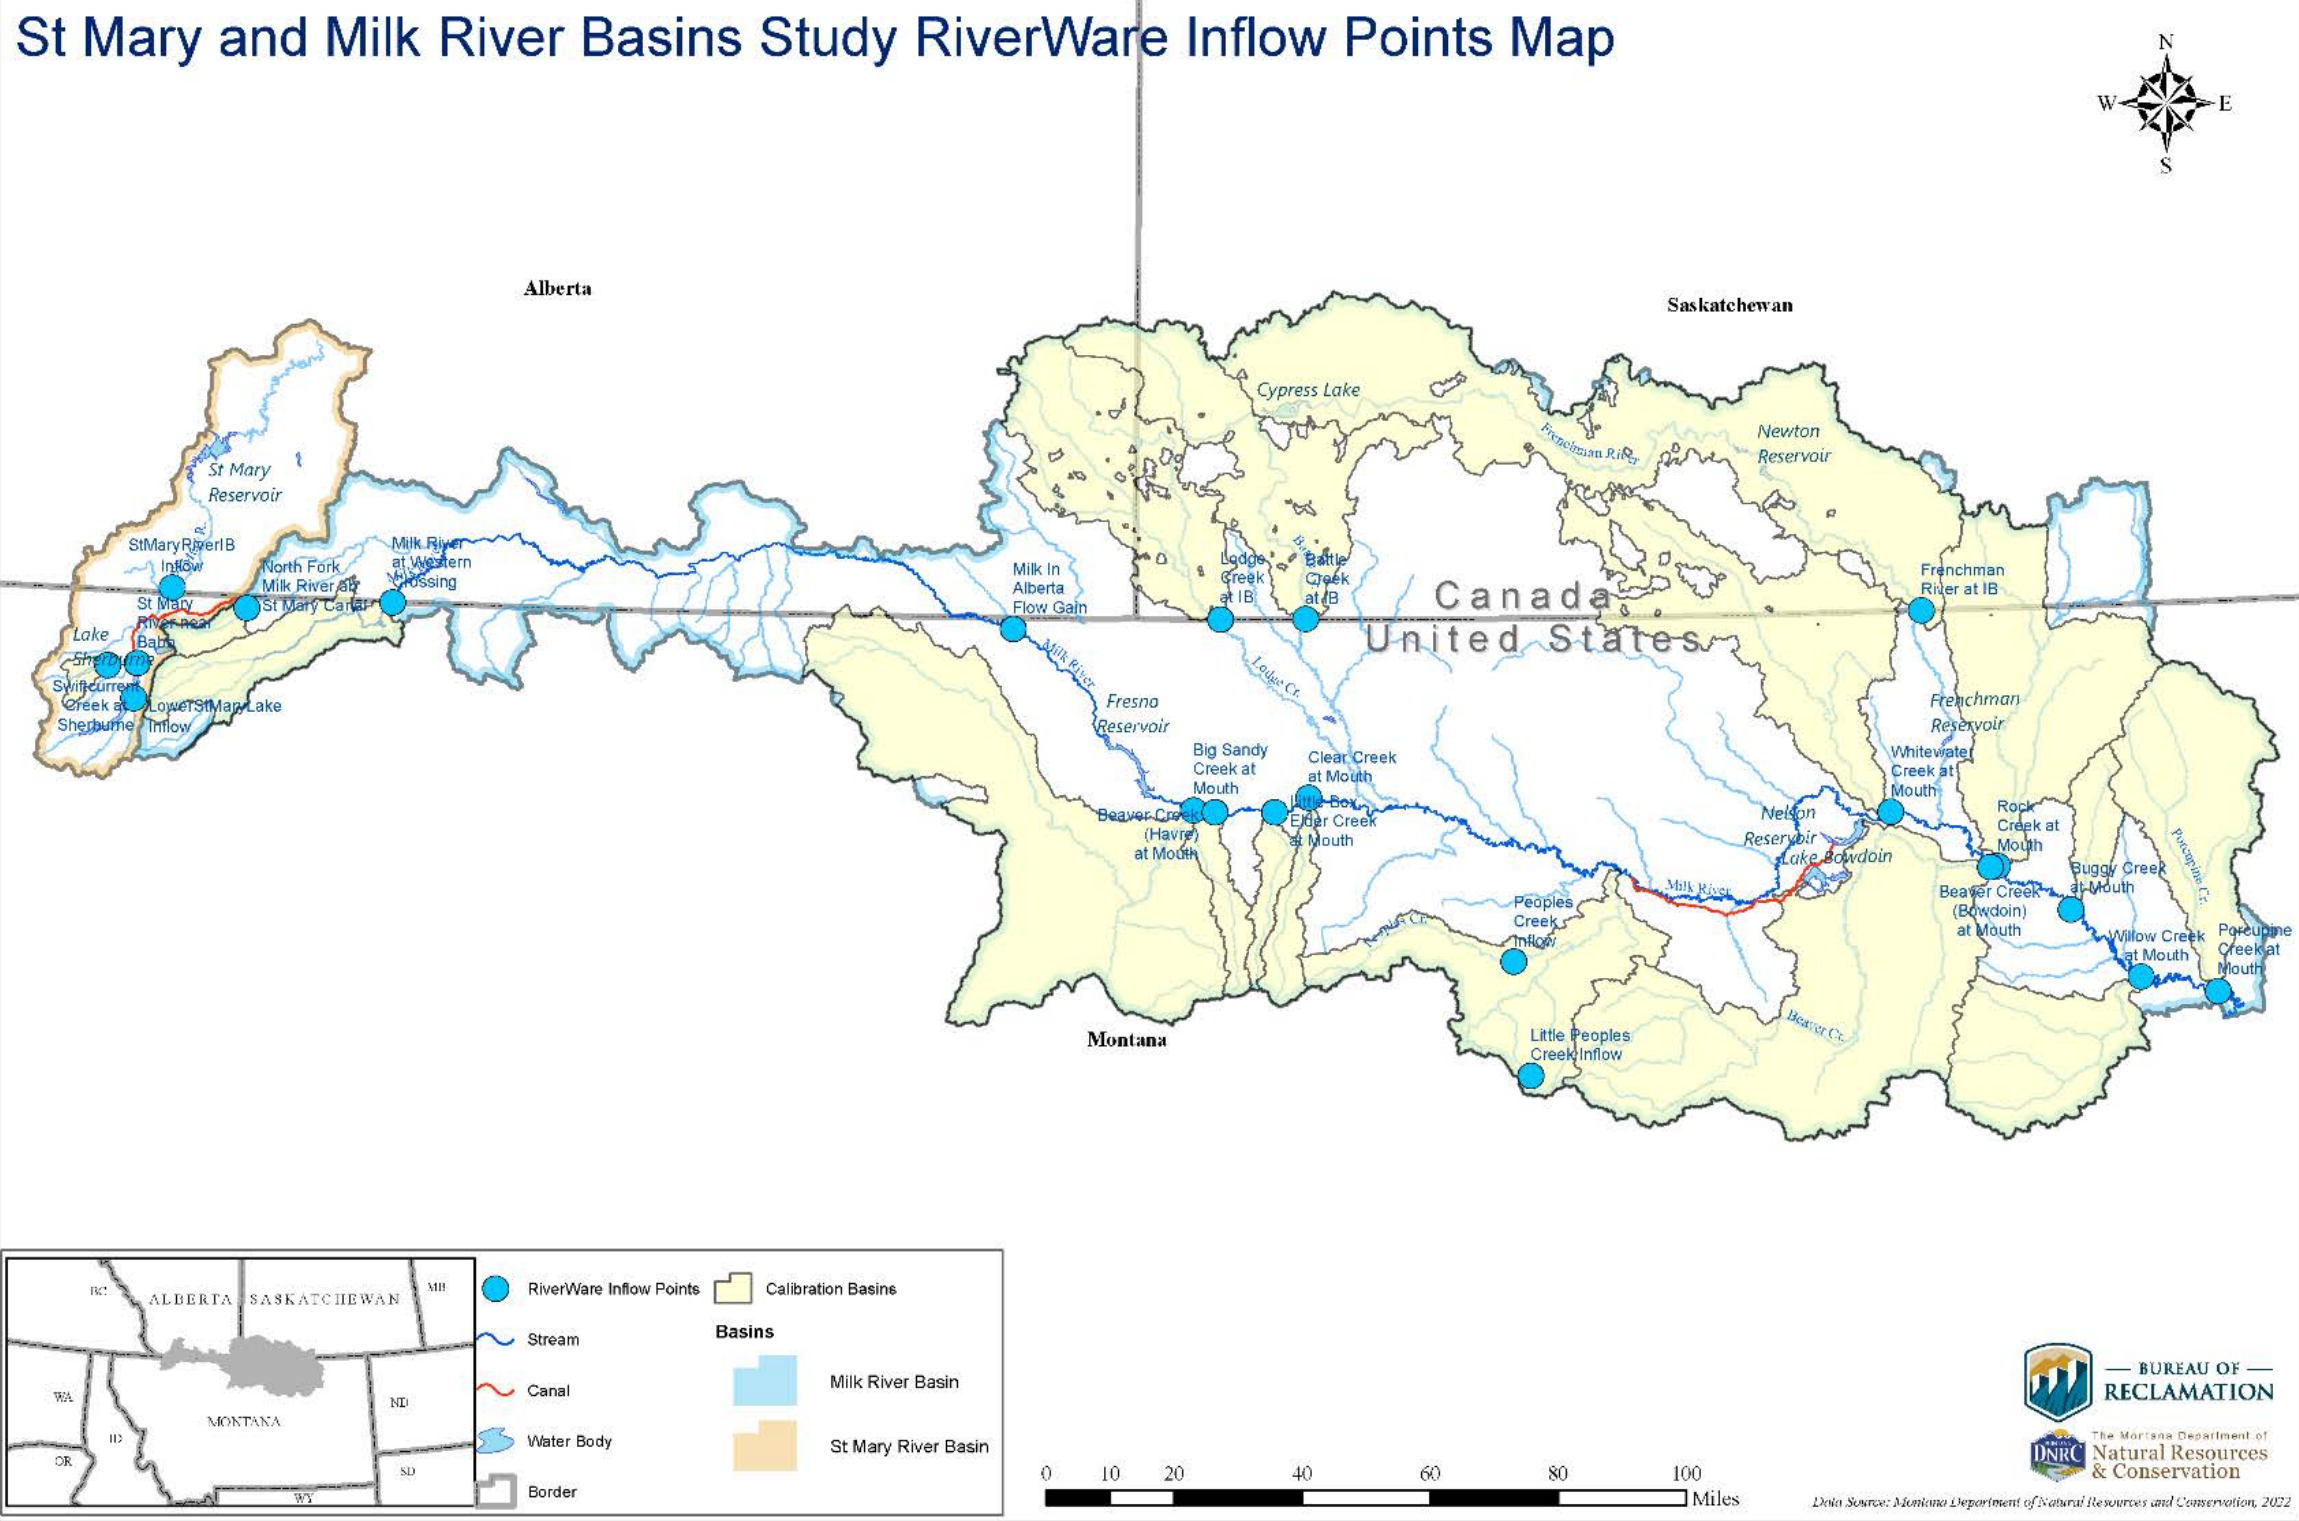 St Mary and Milk River Basins Study RiverWare Inflow Points Map
N
W
E
S
Alberta
Saskatchewan
Cypress Lake
Frenchman River
Newton
Reservoir
St Mary
Reservoir
StMaryRiverIB
Inflow
North Fork
Milk River at
St Mary Canal
Milk River
at Western
Crossing
St Mary
River near
Babb
Lake
Sherburne
Swiftcurrent
Creek at
Sherburne
LowerStMaryLake
Inflow
Milk In
Alberta
Flow Gain
Lodge
Creek
at IB
Battle
Creek
at IB
Canada
United States
Frenchman
River at IB
Milk River
Lodge Cr.
Fresno
Reservoir
Frenchman
Reservoir
Big Sandy
Creek at
Mouth
Clear Creek
at Mouth
Whitewater
Creek at
Mouth
Beaver Creek
(Havre)
at Mouth
Little Box
Elder Creek
at Mouth
Nelson
Reservoir
Lake Bowdoin
Rock
Creek at
Mouth
Porcupine Cr.
Milk River
Buggy Creek
at Mouth
Beaver Creek
(Bowdoin)
at Mouth
Peoples
Creek
Inflow
Peoples Cr.
Willow Creek
at Mouth
Porcupine
Creek at
Mouth
Beaver Cr.
Montana
Little Peoples
Creek Inflow
BC
ALBERTA
SASKATCHEWAN
MB
WA
MONTANA
ND
ID
OR
SD
WY
RiverWare Inflow Points
Stream
Canal
Water Body
Border
Calibration Basins
Basins
Milk River Basin
St Mary River Basin
0 10 20 40 60 80 100
Miles
BUREAU OF
RECLAMATION
DNRC
The Montana Department of
Natural Resources
& Conservation
Data Source: Montana Department of Natural Resources and Conservation, 2022